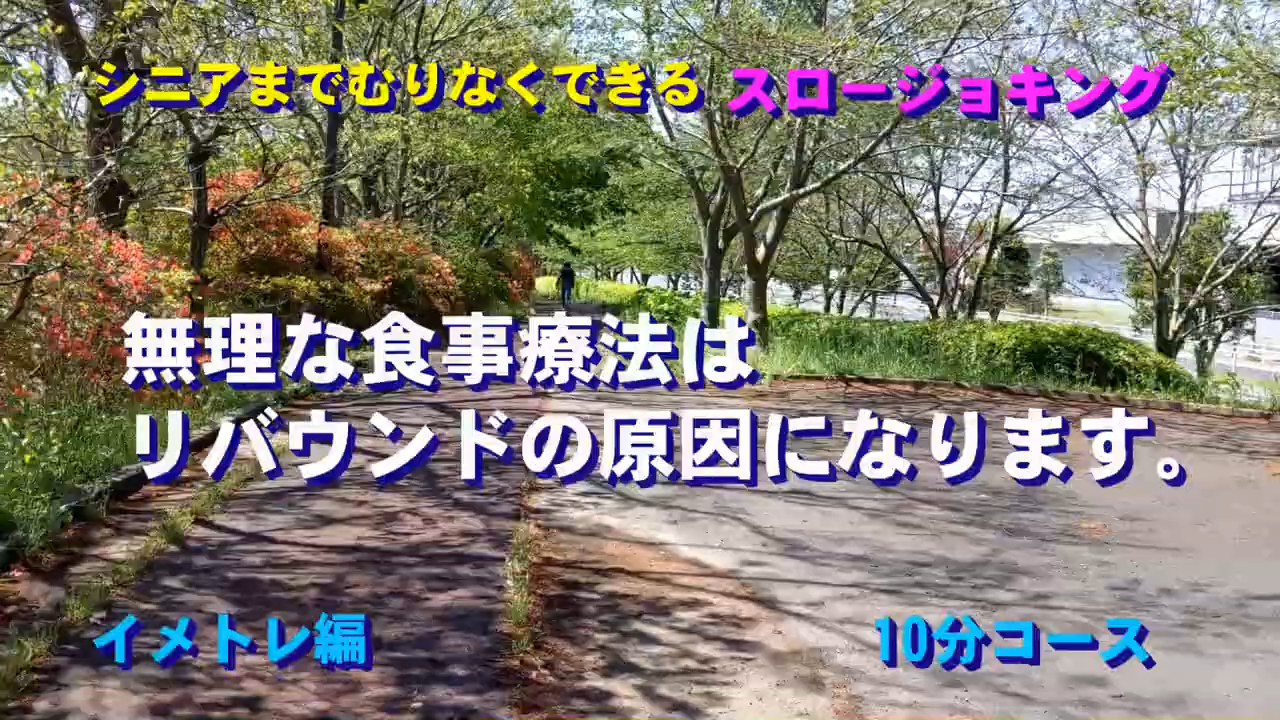 シニアまでむりなくできる スロージョキング
無理な食事療法は
リバウンドの原因になります。
イメトレ編 10分コース